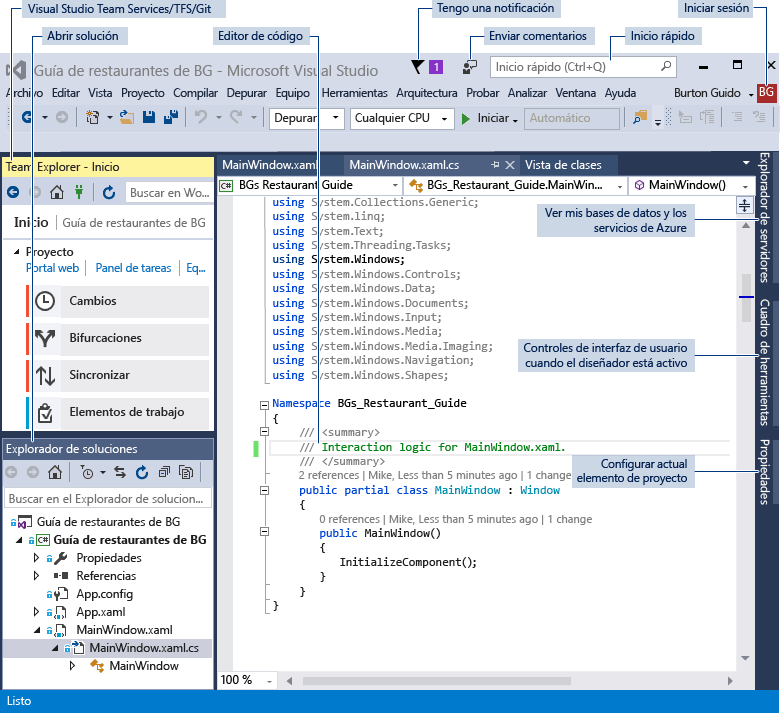 Visual Studio Team Services/TFS/Git
Tengo una notificación
Iniciar sesión
Abrir solución
Editor de código
Enviar comentarios
Inicio rápido
Guía de restaurantes de BG - Microsoft Visual Studio
1
Inicio rápido (Ctrl+Q)
Archivo Editar Vista Proyecto Compilar Depurar Equipo Herramientas Arquitectura Probar Analizar Ventana Ayuda
Burton Guido
BG
Depurar
Cualquier CPU
Iniciar
Automático
Team Explorer - Inicio
Buscar en Wo...
Inicio | Guía de restaurantes de BG
Proyecto
Portal web | Panel de tareas | Eq...
Cambios
Bifurcaciones
Sincronizar
Elementos de trabajo
Explorador de soluciones
Buscar en el Explorador de solucion...
Guía de restaurantes de BG
C# Guía de restaurantes de BG
Propiedades
Referencias
App.config
App.xaml
MainWindow.xaml
MainWindow.xaml.cs
MainWindow
MainWindow.xaml
MainWindow.xaml.cs
Vista de clases
C# BGs Restaurant Guide
BGs_Restaurant_Guide.MainWin...
MainWindow()
using System.Collections.Generic;
using System.linq;
using System.Text;
using System.Threading.Tasks;
using System.Windows;
using System.Windows.Controls;
using System.Windows.Data;
using System.Windows.Documents;
using System.Windows.Input;
using System.Windows.Media;
using System.Windows.Media.Imaging;
using System.Windows.Navigation;
using System.Windows.Shapes;
Namespace BGs_Restaurant_Guide
{
/// <summary>
/// Interaction logic for MainWindow.xaml.
/// </summary>
2 references | Mike, Less than 5 minutes ago | 1 change
public partial class MainWindow : Window
{
0 references | Mike, Less than 5 minutes ago | 1 change
public MainWindow()
{
InitializeComponent();
}
}
}
100 %
Ver mis bases de datos y los
servicios de Azure
Controles de interfaz de usuario
cuando el diseñador está activo
Configurar actual
elemento de proyecto
Explorador de servidores
Cuadro de herramientas
Propiedades
Listo